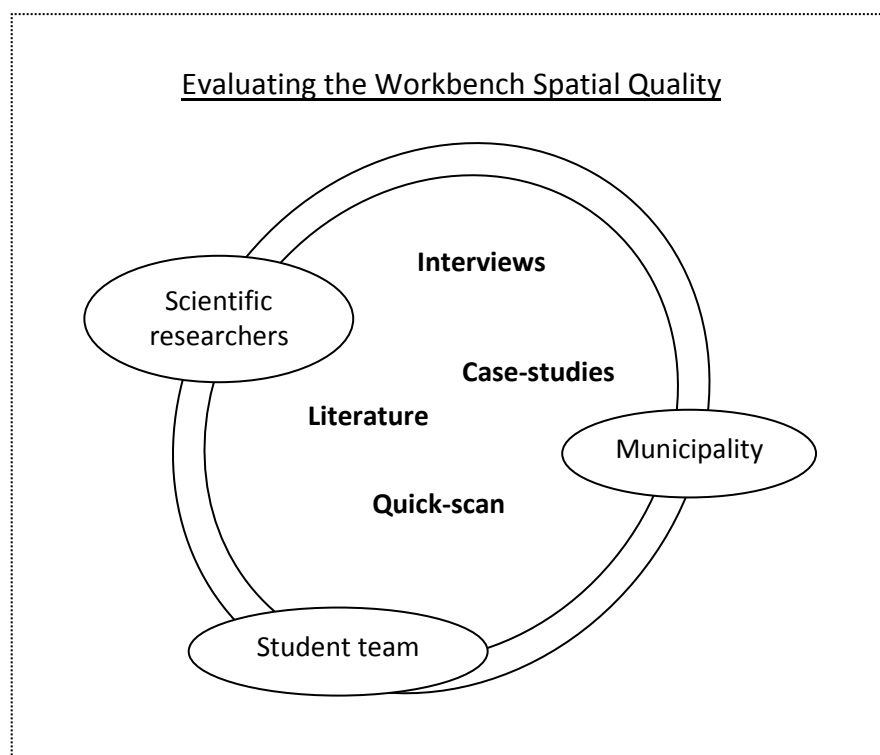 Evaluating the Workbench Spatial Quality
Interviews
Scientific
researchers
Case-studies
Literature
Municipality
Quick-scan
Student team